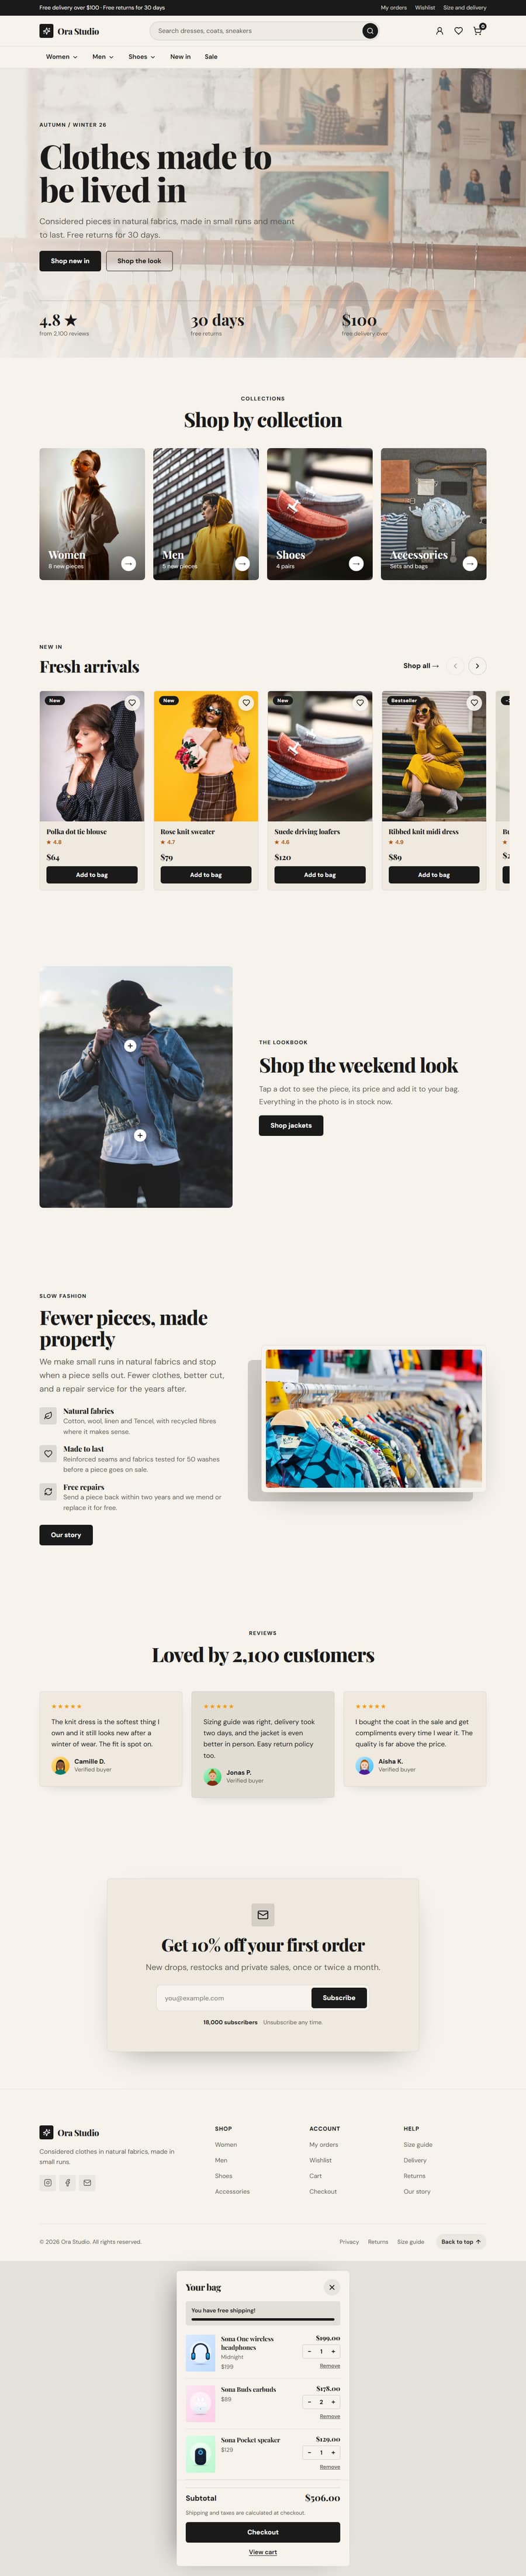 Free delivery over $100 · Free returns for 30 days
My orders Wishlist Size and delivery
Ora Studio
Search dresses, coats, sneakers
0
Women Men Shoes New in Sale
AUTUMN / WINTER 26
Clothes made to
be lived in
Considered pieces in natural fabrics, made in small runs and meant
to last. Free returns for 30 days.
Shop new in Shop the look
4.8 ★ 30 days $100
from 2,100 reviews free returns free delivery over
COLLECTIONS
Shop by collection
Women Men Shoes Accessories
8 new pieces 5 new pieces 4 pairs Sets and bags
NEW IN
Fresh arrivals
Shop all →
New New New Bestseller
Polka dot tie blouse Rose knit sweater Suede driving loafers Ribbed knit midi dress
★ 4.8 ★ 4.7 ★ 4.6 ★ 4.9
$64 $79 $120 $89
Add to bag Add to bag Add to bag Add to bag
THE LOOKBOOK
Shop the weekend look
Tap a dot to see the piece, its price and add it to your bag.
Everything in the photo is in stock now.
Shop jackets
SLOW FASHION
Fewer pieces, made
properly
We make small runs in natural fabrics and stop
when a piece sells out. Fewer clothes, better cut,
and a repair service for the years after.
Natural fabrics
Cotton, wool, linen and Tencel, with recycled fibres
where it makes sense.
Made to last
Reinforced seams and fabrics tested for 50 washes
before a piece goes on sale.
Free repairs
Send a piece back within two years and we mend or
replace it for free.
Our story
REVIEWS
Loved by 2,100 customers
★★★★★
The knit dress is the softest thing I
own and it still looks new after a
winter of wear. The fit is spot on.
Camille D.
Verified buyer
★★★★★
Sizing guide was right, delivery took
two days, and the jacket is even
better in person. Easy return policy
too.
Jonas P.
Verified buyer
★★★★★
I bought the coat in the sale and get
compliments every time I wear it. The
quality is far above the price.
Aisha K.
Verified buyer
Get 10% off your first order
New drops, restocks and private sales, once or twice a month.
you@example.com Subscribe
18,000 subscribers Unsubscribe any time.
Ora Studio
Considered clothes in natural fabrics, made in
small runs.
SHOP
Women
Men
Shoes
Accessories
ACCOUNT
My orders
Wishlist
Cart
Checkout
HELP
Size guide
Delivery
Returns
Our story
© 2026 Ora Studio. All rights reserved.
Privacy Returns Size guide Back to top ↑
Your bag
You have free shipping!
Sona One wireless
headphones
Midnight
$199
$199.00
− 1 +
Remove
Sona Buds earbuds
$89
$178.00
− 2 +
Remove
Sona Pocket speaker
$129
$129.00
− 1 +
Remove
Subtotal $506.00
Shipping and taxes are calculated at checkout.
Checkout
View cart